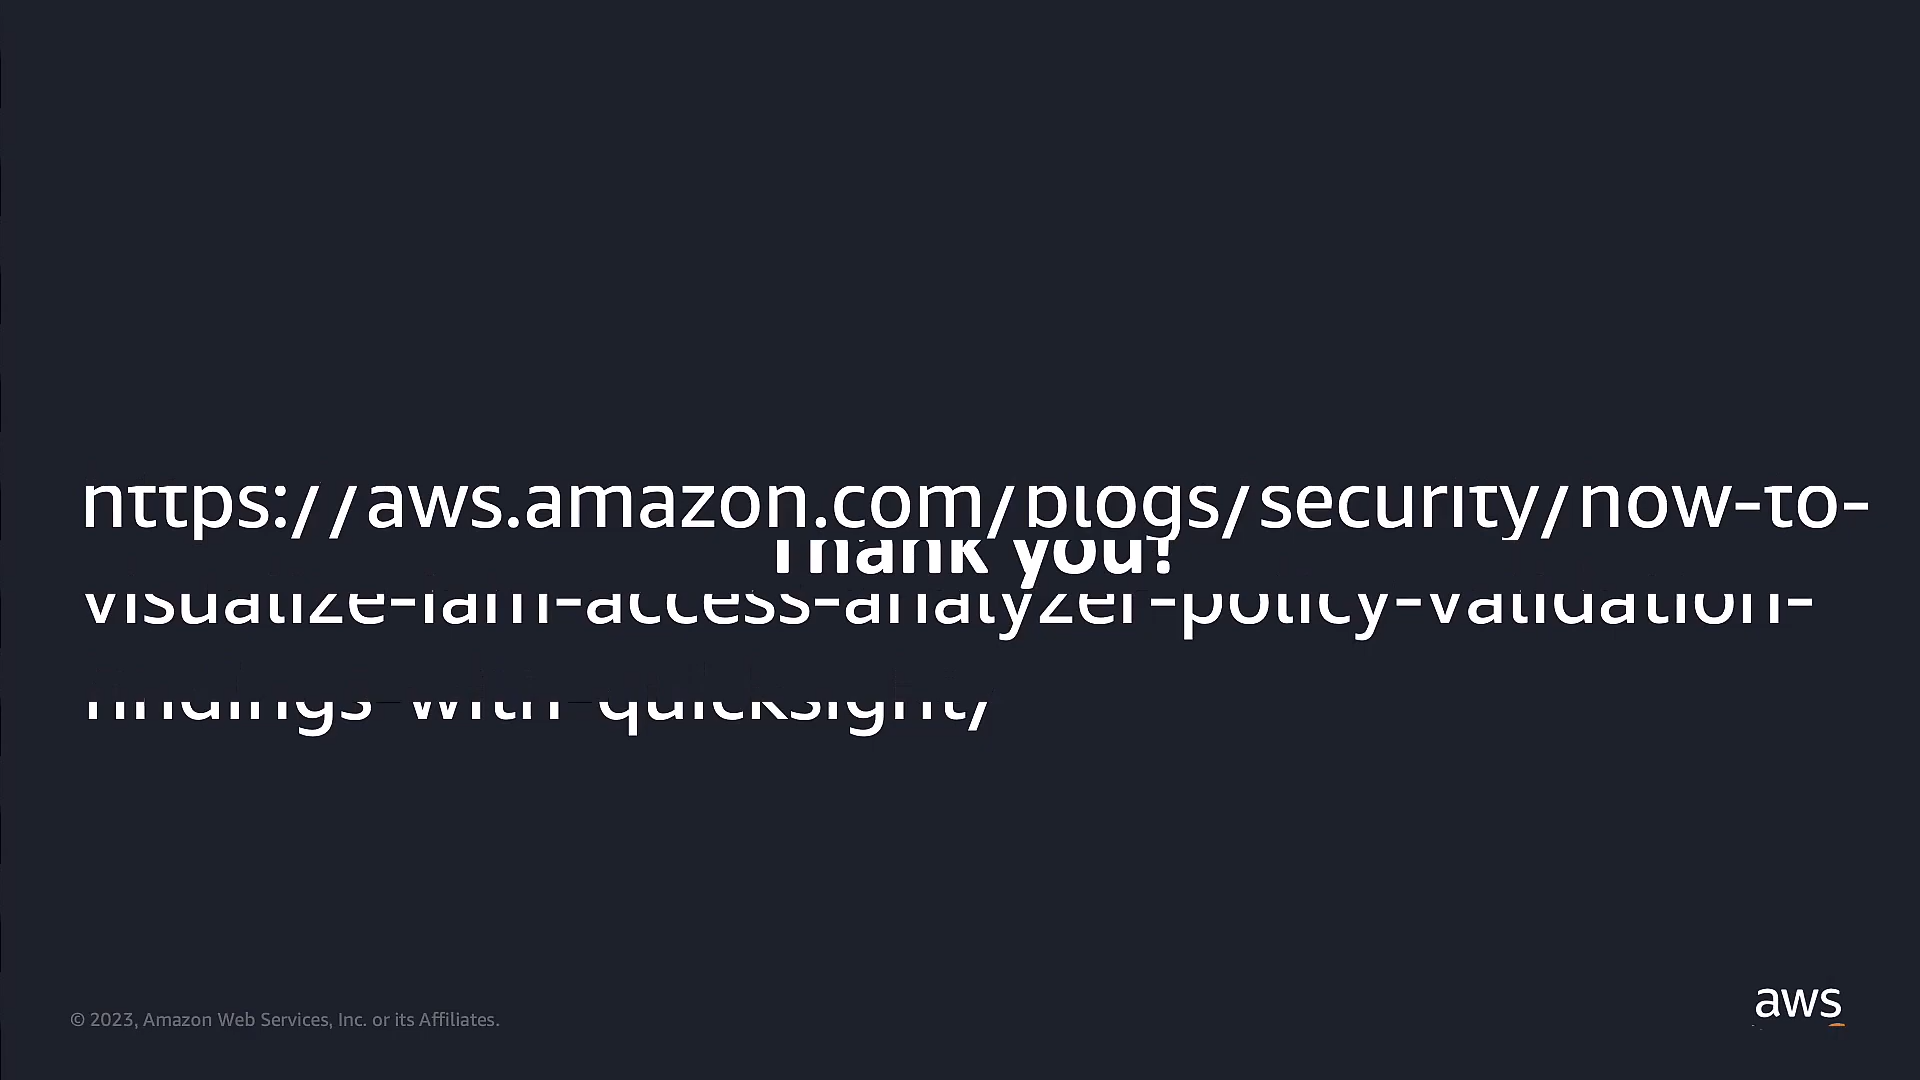 https://aws.amazon.com/blogs/security/how-to-
Thank you!
visualize-iam-access-analyzer-policy-validation-
findings-with-quicksight/
© 2023, Amazon Web Services, Inc. or its Affiliates.
aws